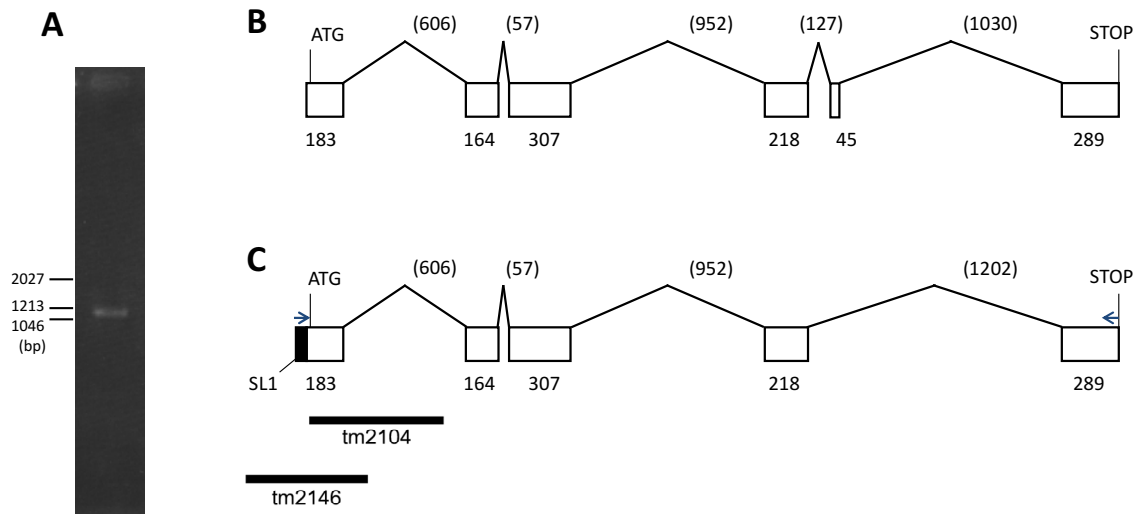 A
2027
1213
1046
(bp)
B
(606) (57) (952) (127) (1030)
ATG STOP
183 164 307 218 45 289
C
(606) (57) (952) (1202)
ATG STOP
SL1 183 164 307 218 289
tm2104
tm2146